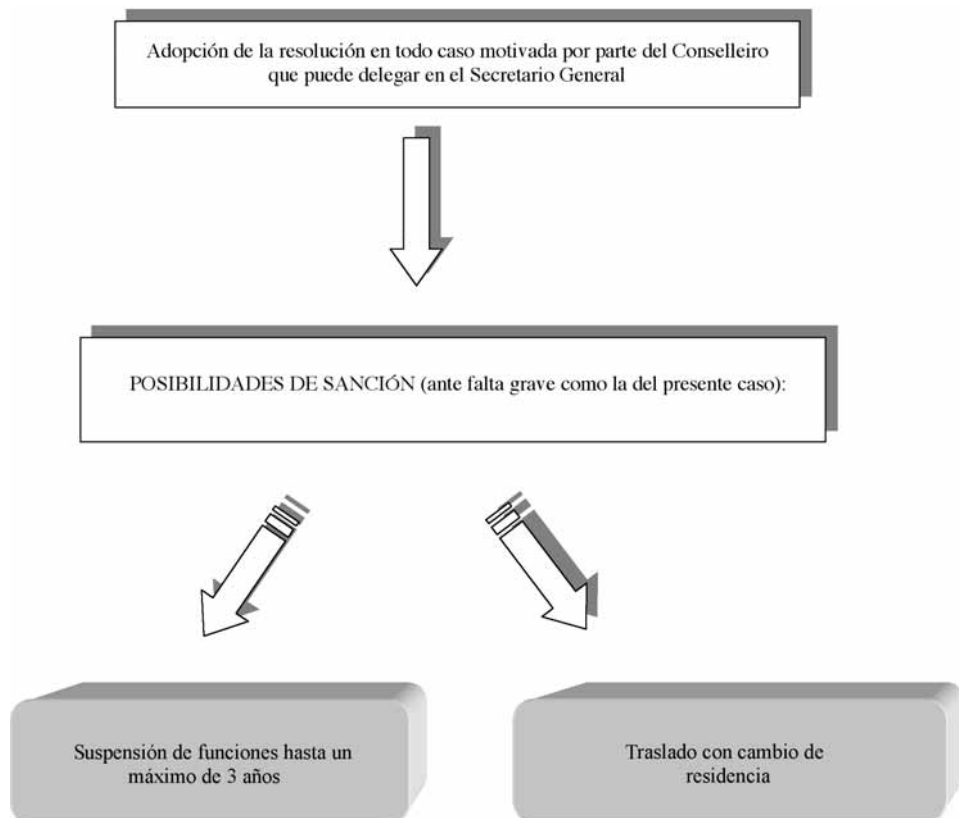 Adopción de la resolución en todo caso motivada por parte del Conselleiro
que puede delegar en el Secretario General
POSIBILIDADES DE SANCIÓN (ante falta grave como la del presente caso):
Suspensión de funciones hasta un
máximo de 3 años
Traslado con cambio de
residencia